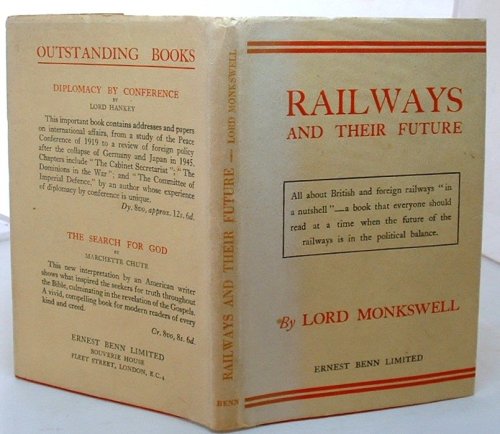 OUTSTANDING BOOKS
DIPLOMACY BY CONFERENCE
BY
LORD HANKEY
This important book contains addresses and papers
on international affairs, from a study of the Peace
Conference of 1919 to a review of foreign policy
after the collapse of Germany and Japan in 1945.
Chapters include "The Cabinet Secretariat"; "The
Dominions in the War"; and "The Committee of
Imperial Defence," by an author whose experience
of diplomacy by conference is unique.
Dy. 8vo, approx. 12s. 6d.
THE SEARCH FOR GOD
BY
MARCHETTE CHUTE
This new interpretation by an American writer
shows what inspired the seekers for truth throughout
the Bible, culminating in the revelation of the Gospels.
A vivid, compelling book for modern readers of every
kind and creed.
Cr. 8vo, 8s. 6d.
ERNEST BENN LIMITED
BOUVERIE HOUSE
FLEET STREET, LONDON, E.C.4
RAILWAYS AND THEIR FUTURE — LORD MONKSWELL
BENN
RAILWAYS
AND THEIR FUTURE
All about British and foreign railways "in
a nutshell"—a book that everyone should
read at a time when the future of the
railways is in the political balance.
By LORD MONKSWELL
ERNEST BENN LIMITED